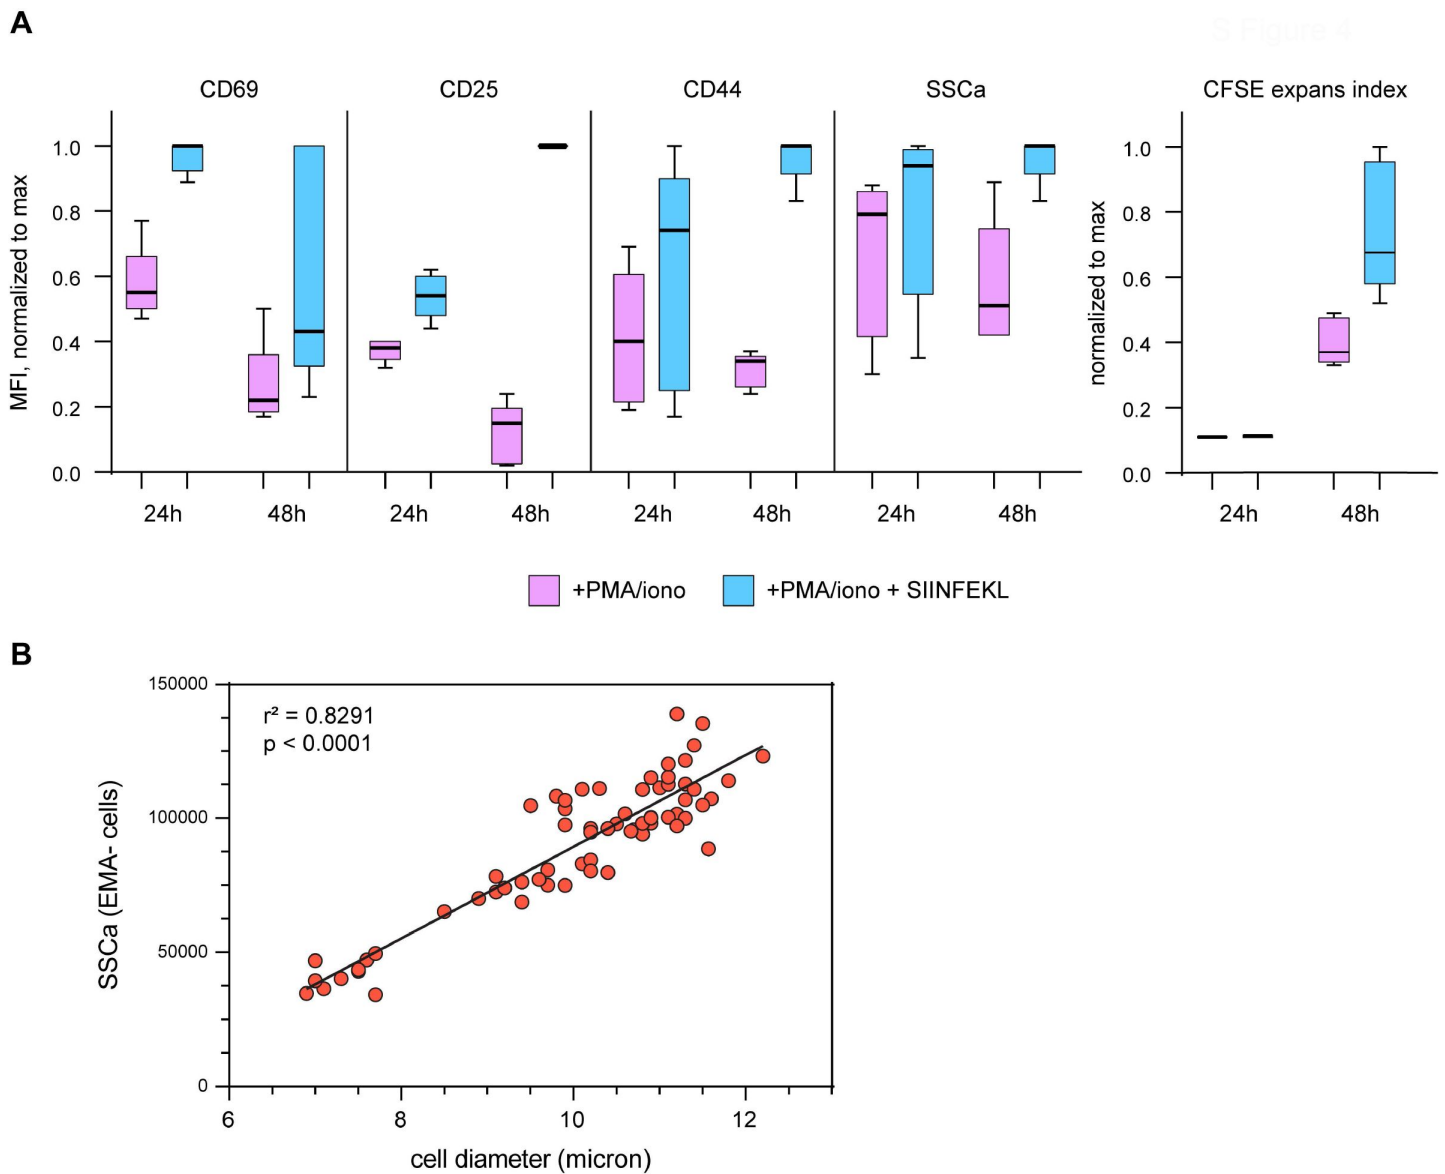 A
S Figure 4
CD69 CD25 CD44 SSCa CFSE expans index
MFI, normalized to max
1.0
0.8
0.6
0.4
0.2
0.0
24h 48h 24h 48h 24h 48h 24h 48h
normalized to max
1.0
0.8
0.6
0.4
0.2
0.0
24h 48h
+PMA/iono +PMA/iono + SIINFEKL
B
SSCa (EMA- cells)
150000
100000
50000
0
r² = 0.8291
p < 0.0001
6 8 10 12
cell diameter (micron)